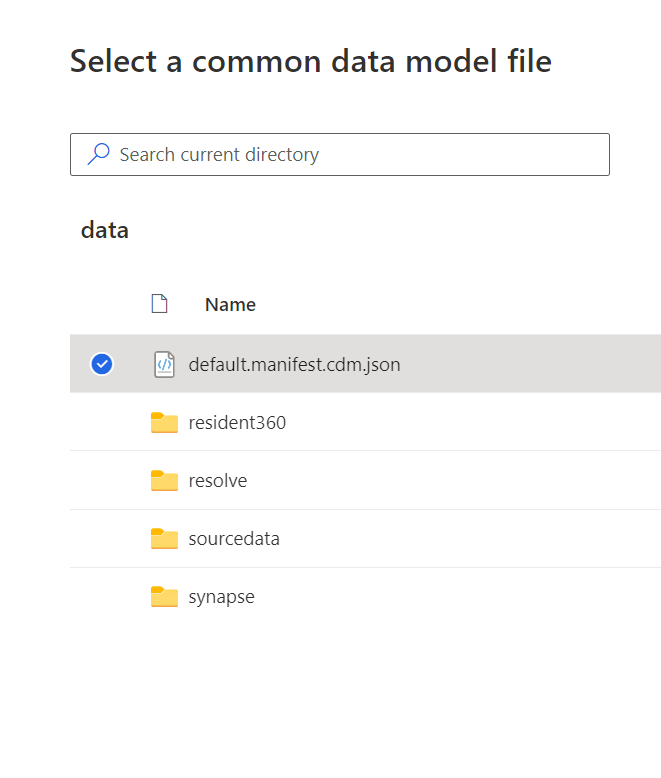 Select a common data model file
Search current directory
data
Name
default.manifest.cdm.json
resident360
resolve
sourcedata
synapse